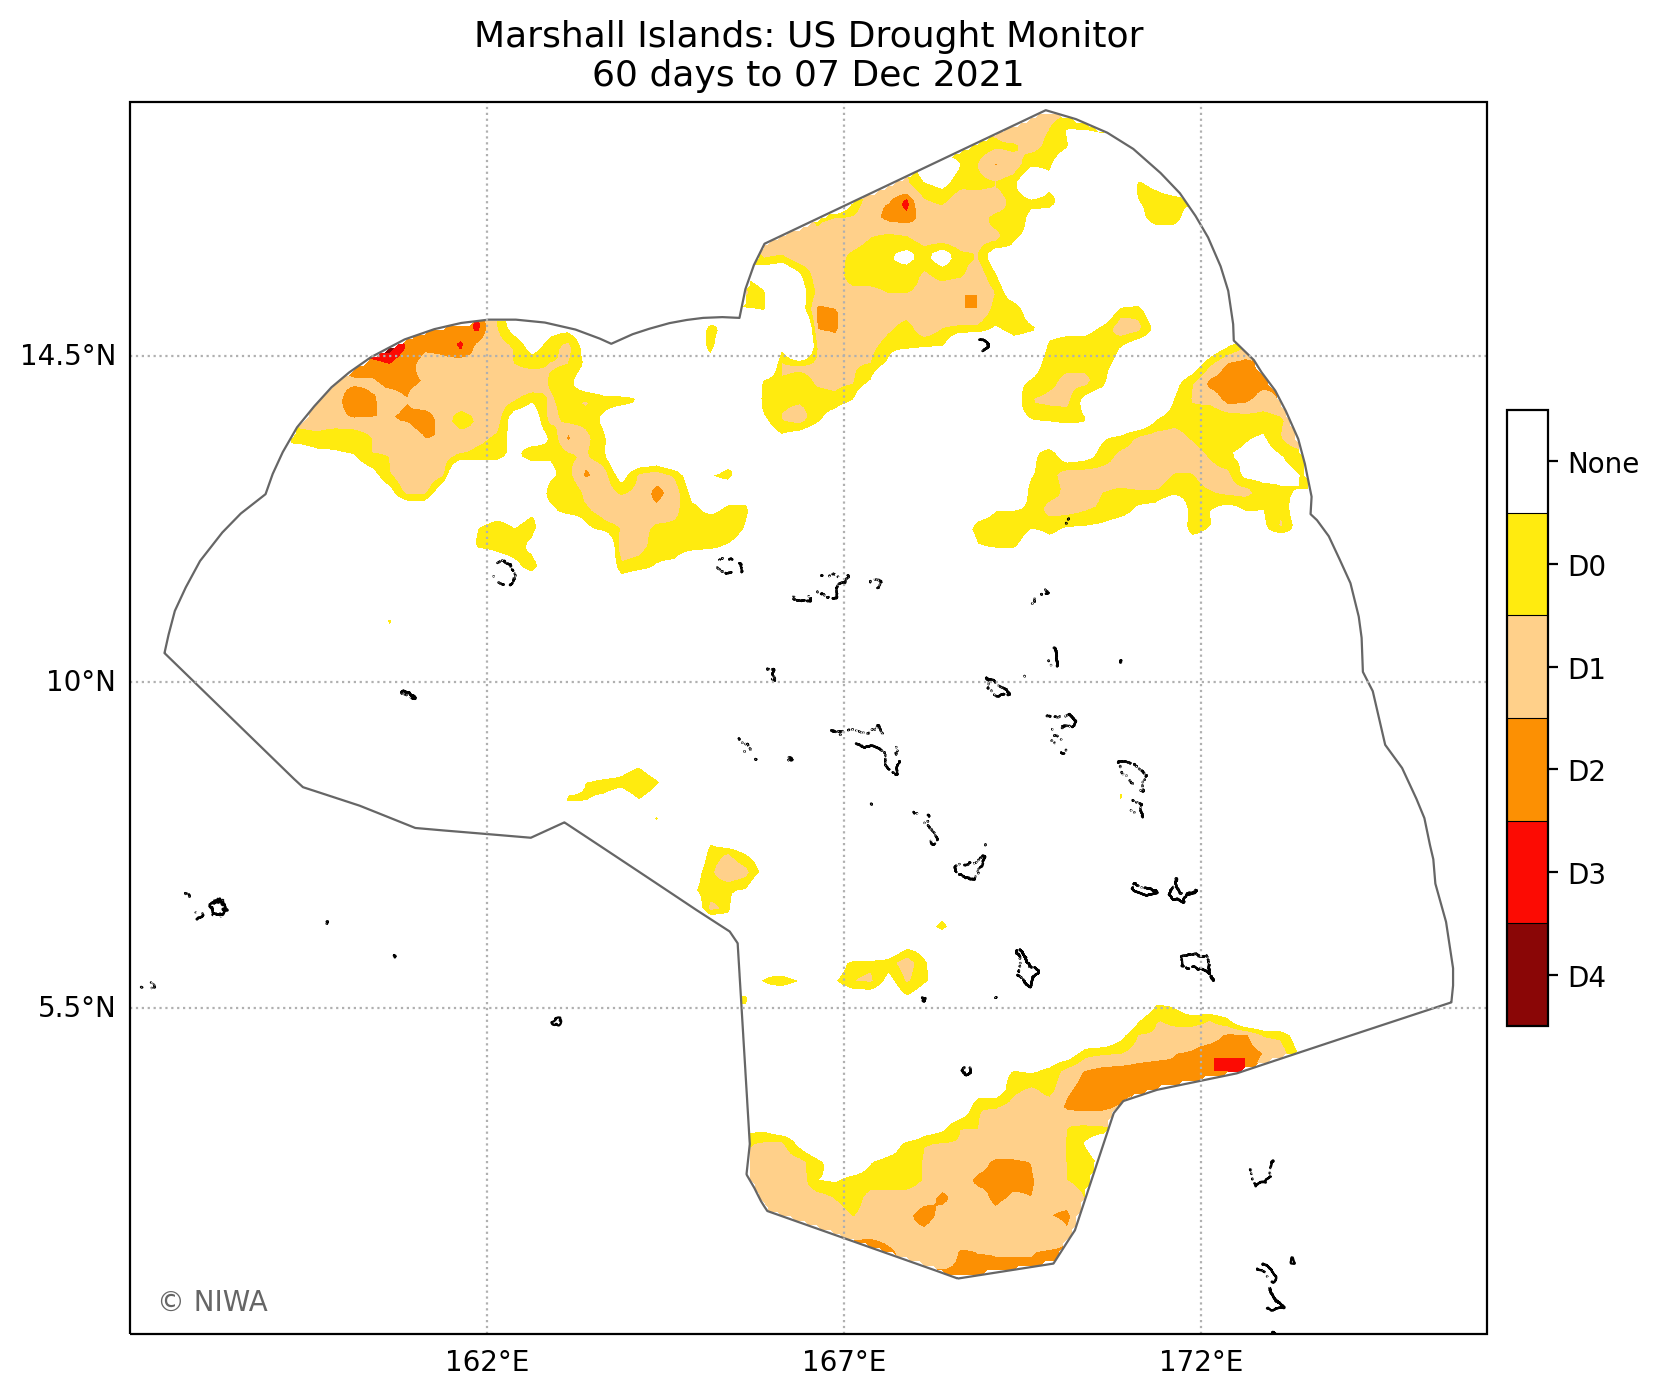 Marshall Islands: US Drought Monitor
60 days to 07 Dec 2021
14.5°N
10°N
5.5°N
162°E
167°E
172°E
None
D0
D1
D2
D3
D4
© NIWA